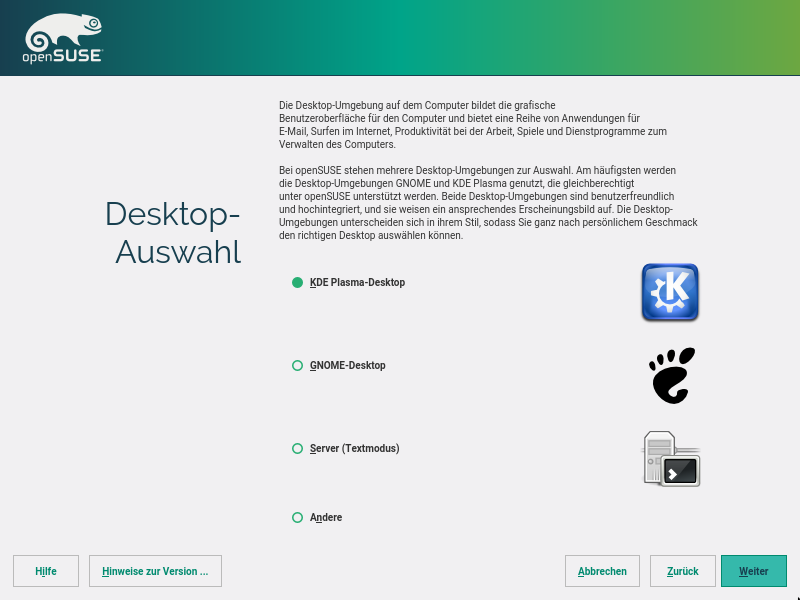 openSUSE
Die Desktop-Umgebung auf dem Computer bildet die grafische
Benutzeroberfläche für den Computer und bietet eine Reihe von Anwendungen für
E-Mail, Surfen im Internet, Produktivität bei der Arbeit, Spiele und Dienstprogramme zum
Verwalten des Computers.
Bei openSUSE stehen mehrere Desktop-Umgebungen zur Auswahl. Am häufigsten werden
die Desktop-Umgebungen GNOME und KDE Plasma genutzt, die gleichberechtigt
unter openSUSE unterstützt werden. Beide Desktop-Umgebungen sind benutzerfreundlich
und hochintegriert, und sie weisen ein ansprechendes Erscheinungsbild auf. Die Desktop-
Umgebungen unterscheiden sich in ihrem Stil, sodass Sie ganz nach persönlichem Geschmack
den richtigen Desktop auswählen können.
Desktop-
Auswahl
KDE Plasma-Desktop
GNOME-Desktop
Server (Textmodus)
Andere
Hilfe
Hinweise zur Version ...
Abbrechen
Zurück
Weiter